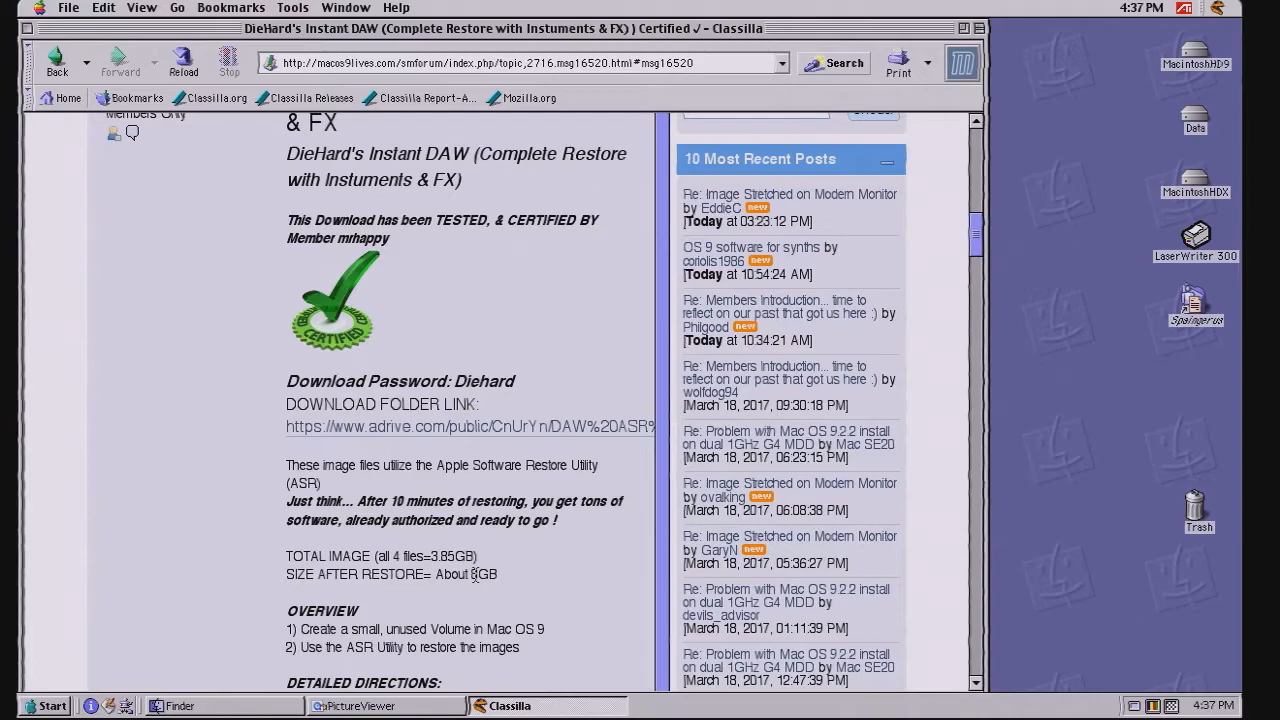 File Edit View Go Bookmarks Tools Window Help
4:37 PM
DieHard's Instant DAW (Complete Restore with Instuments & FX) ) Certified √ - Classilla
Back
Forward
Reload
Stop
http://macos9lives.com/smforum/index.php/topic,2716.msg16520.html#msg16520
Search
Print
Home
Bookmarks
Classilla.org
Classilla Releases
Classilla Report-A...
Mozilla.org
Members Only
& FX
DieHard's Instant DAW (Complete Restore
with Instuments & FX)
This Download has been TESTED, & CERTIFIED BY
Member mrhappy
CERTIFIED
Download Password: Diehard
DOWNLOAD FOLDER LINK:
https://www.adrive.com/public/CnUrYn/DAW%20ASR%
These image files utilize the Apple Software Restore Utility
(ASR)
Just think... After 10 minutes of restoring, you get tons of
software, already authorized and ready to go !
TOTAL IMAGE (all 4 files=3.85GB)
SIZE AFTER RESTORE= About GB
OVERVIEW
1) Create a small, unused Volume in Mac OS 9
2) Use the ASR Utility to restore the images
DETAILED DIRECTIONS:
10 Most Recent Posts
Re: Image Stretched on Modern Monitor
by EddieC new
[Today at 03:23:12 PM]
OS 9 software for synths by
coriolis1986 new
[Today at 10:54:24 AM]
Re: Members Introduction... time to
reflect on our past that got us here :) by
Philgood new
[Today at 10:34:21 AM]
Re: Members Introduction... time to
reflect on our past that got us here :) by
wolfdog94
[March 18, 2017, 09:30:18 PM]
Re: Problem with Mac OS 9.2.2 install
on dual 1GHz G4 MDD by Mac SE20
[March 18, 2017, 06:23:15 PM]
Re: Image Stretched on Modern Monitor
by ovalking new
[March 18, 2017, 06:08:38 PM]
Re: Image Stretched on Modern Monitor
by GaryN new
[March 18, 2017, 05:36:27 PM]
Re: Problem with Mac OS 9.2.2 install
on dual 1GHz G4 MDD by
devils_advisor
[March 18, 2017, 01:11:39 PM]
Re: Problem with Mac OS 9.2.2 install
on dual 1GHz G4 MDD by Mac SE20
[March 18, 2017, 12:47:39 PM]
MacintoshHD9
Data
MacintoshHDX
LaserWriter 300
Spaingerus
Trash
Start
Finder
PictureViewer
Classilla
4:37 PM